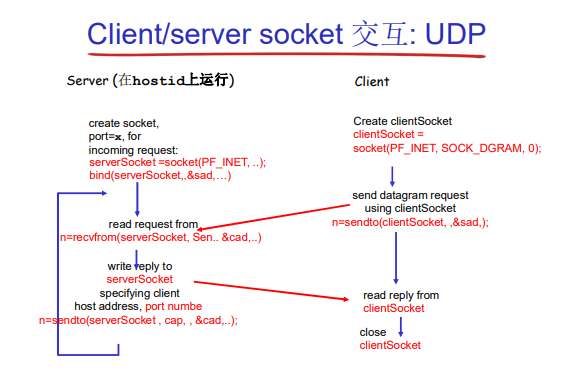 Client/server socket 交互: UDP
Server (在hostid上运行)
create socket,
port=x, for
incoming request:
serverSocket =socket(PF_INET, ..);
bind(serverSocket,,&sad,…)
read request from
n=recvfrom(serverSocket, Sen.. &cad,..)
write reply to
serverSocket
specifying client
host address, port numbe
n=sendto(serverSocket , cap, , &cad,..);
Client
Create clientSocket
clientSocket =
socket(PF_INET, SOCK_DGRAM, 0);
send datagram request
using clientSocket
n=sendto(clientSocket, ,&sad,);
read reply from
clientSocket
close
clientSocket